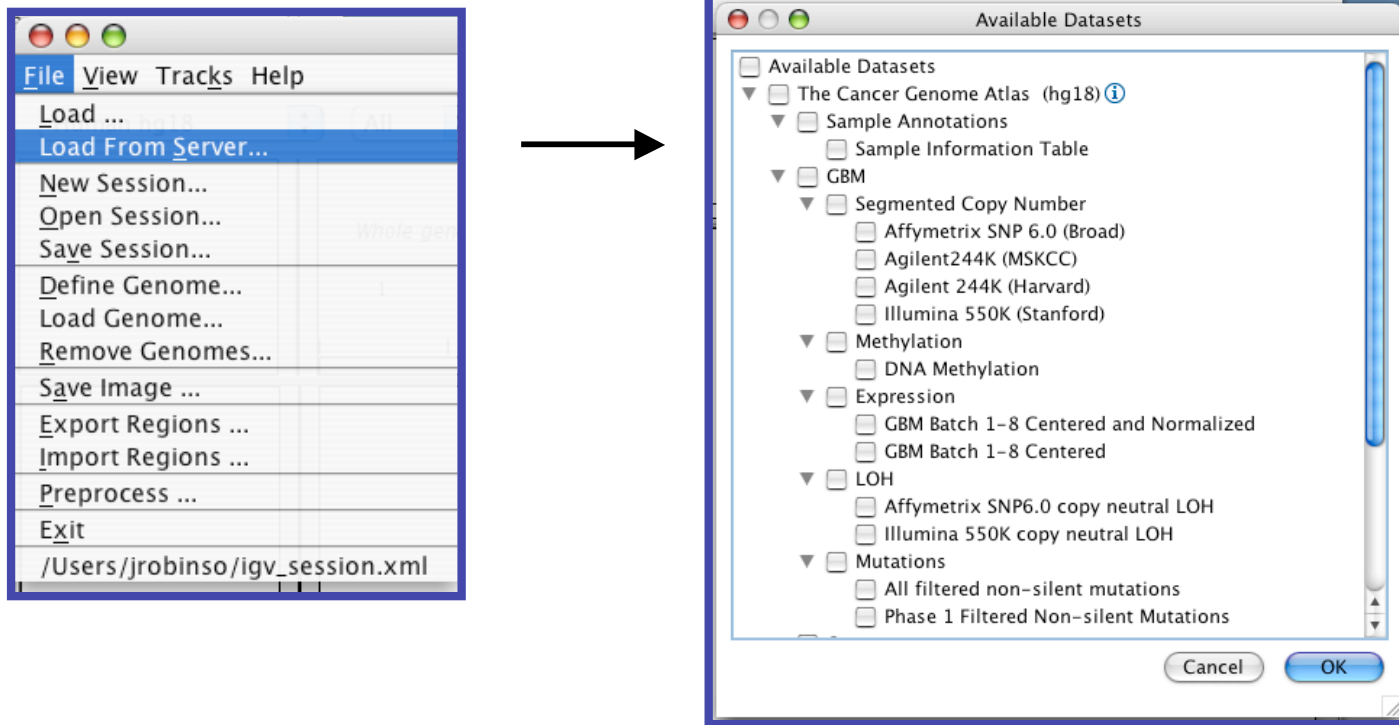 File View Tracks Help
Load ...
Load From Server...
New Session...
Open Session...
Save Session...
Define Genome...
Load Genome...
Remove Genomes...
Save Image ...
Export Regions ...
Import Regions ...
Preprocess ...
Exit
/Users/jrobinso/igv_session.xml
hg18
All
Whole gen
1
Available Datasets
Available Datasets
The Cancer Genome Atlas (hg18)
Sample Annotations
Sample Information Table
GBM
Segmented Copy Number
Affymetrix SNP 6.0 (Broad)
Agilent244K (MSKCC)
Agilent 244K (Harvard)
Illumina 550K (Stanford)
Methylation
DNA Methylation
Expression
GBM Batch 1-8 Centered and Normalized
GBM Batch 1-8 Centered
LOH
Affymetrix SNP6.0 copy neutral LOH
Illumina 550K copy neutral LOH
Mutations
All filtered non-silent mutations
Phase 1 Filtered Non-silent Mutations
Cancel OK